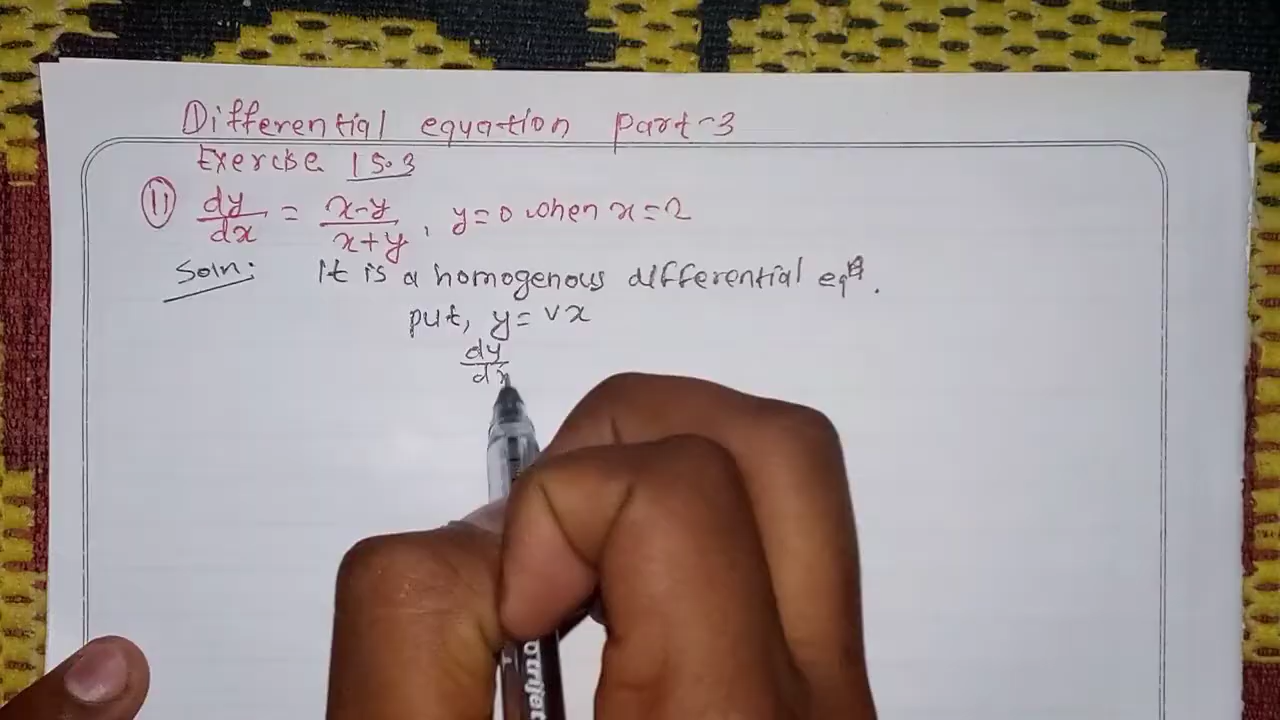 Differential equation part-3
Exercise 15.3
11 dy/dx = x-y/x+y, y=0 when x=2
Soln: It is a homogenous differential eqn.
put, y=vx
dy/dx